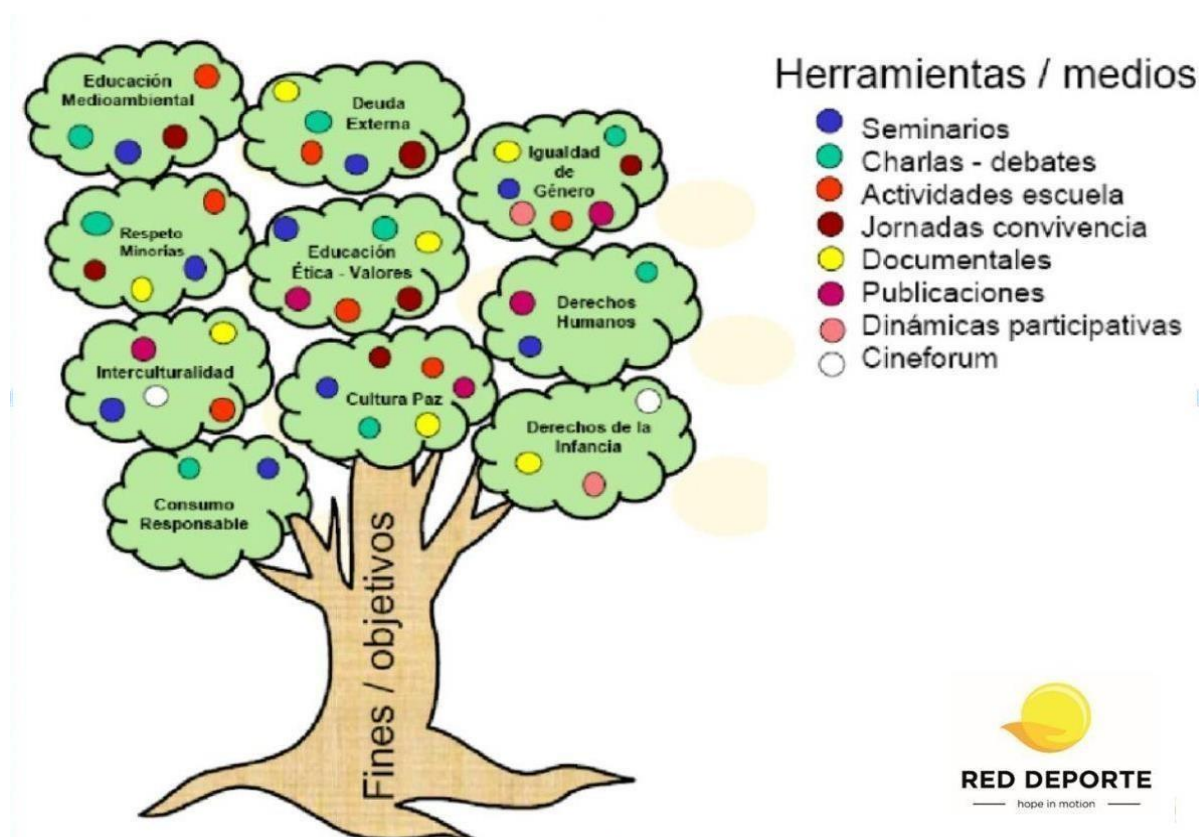 Educación
Medioambiental
Deuda
Externa
Igualdad
de
Género
Respeto
Minorías
Educación
Ética - Valores
Derechos
Humanos
Interculturalidad
Cultura Paz
Derechos de la
Infancia
Consumo
Responsable
Fines / objetivos
Herramientas / medios
Seminarios
Charlas - debates
Actividades escuela
Jornadas convivencia
Documentales
Publicaciones
Dinámicas participativas
Cineforum
RED DEPORTE
hope in motion